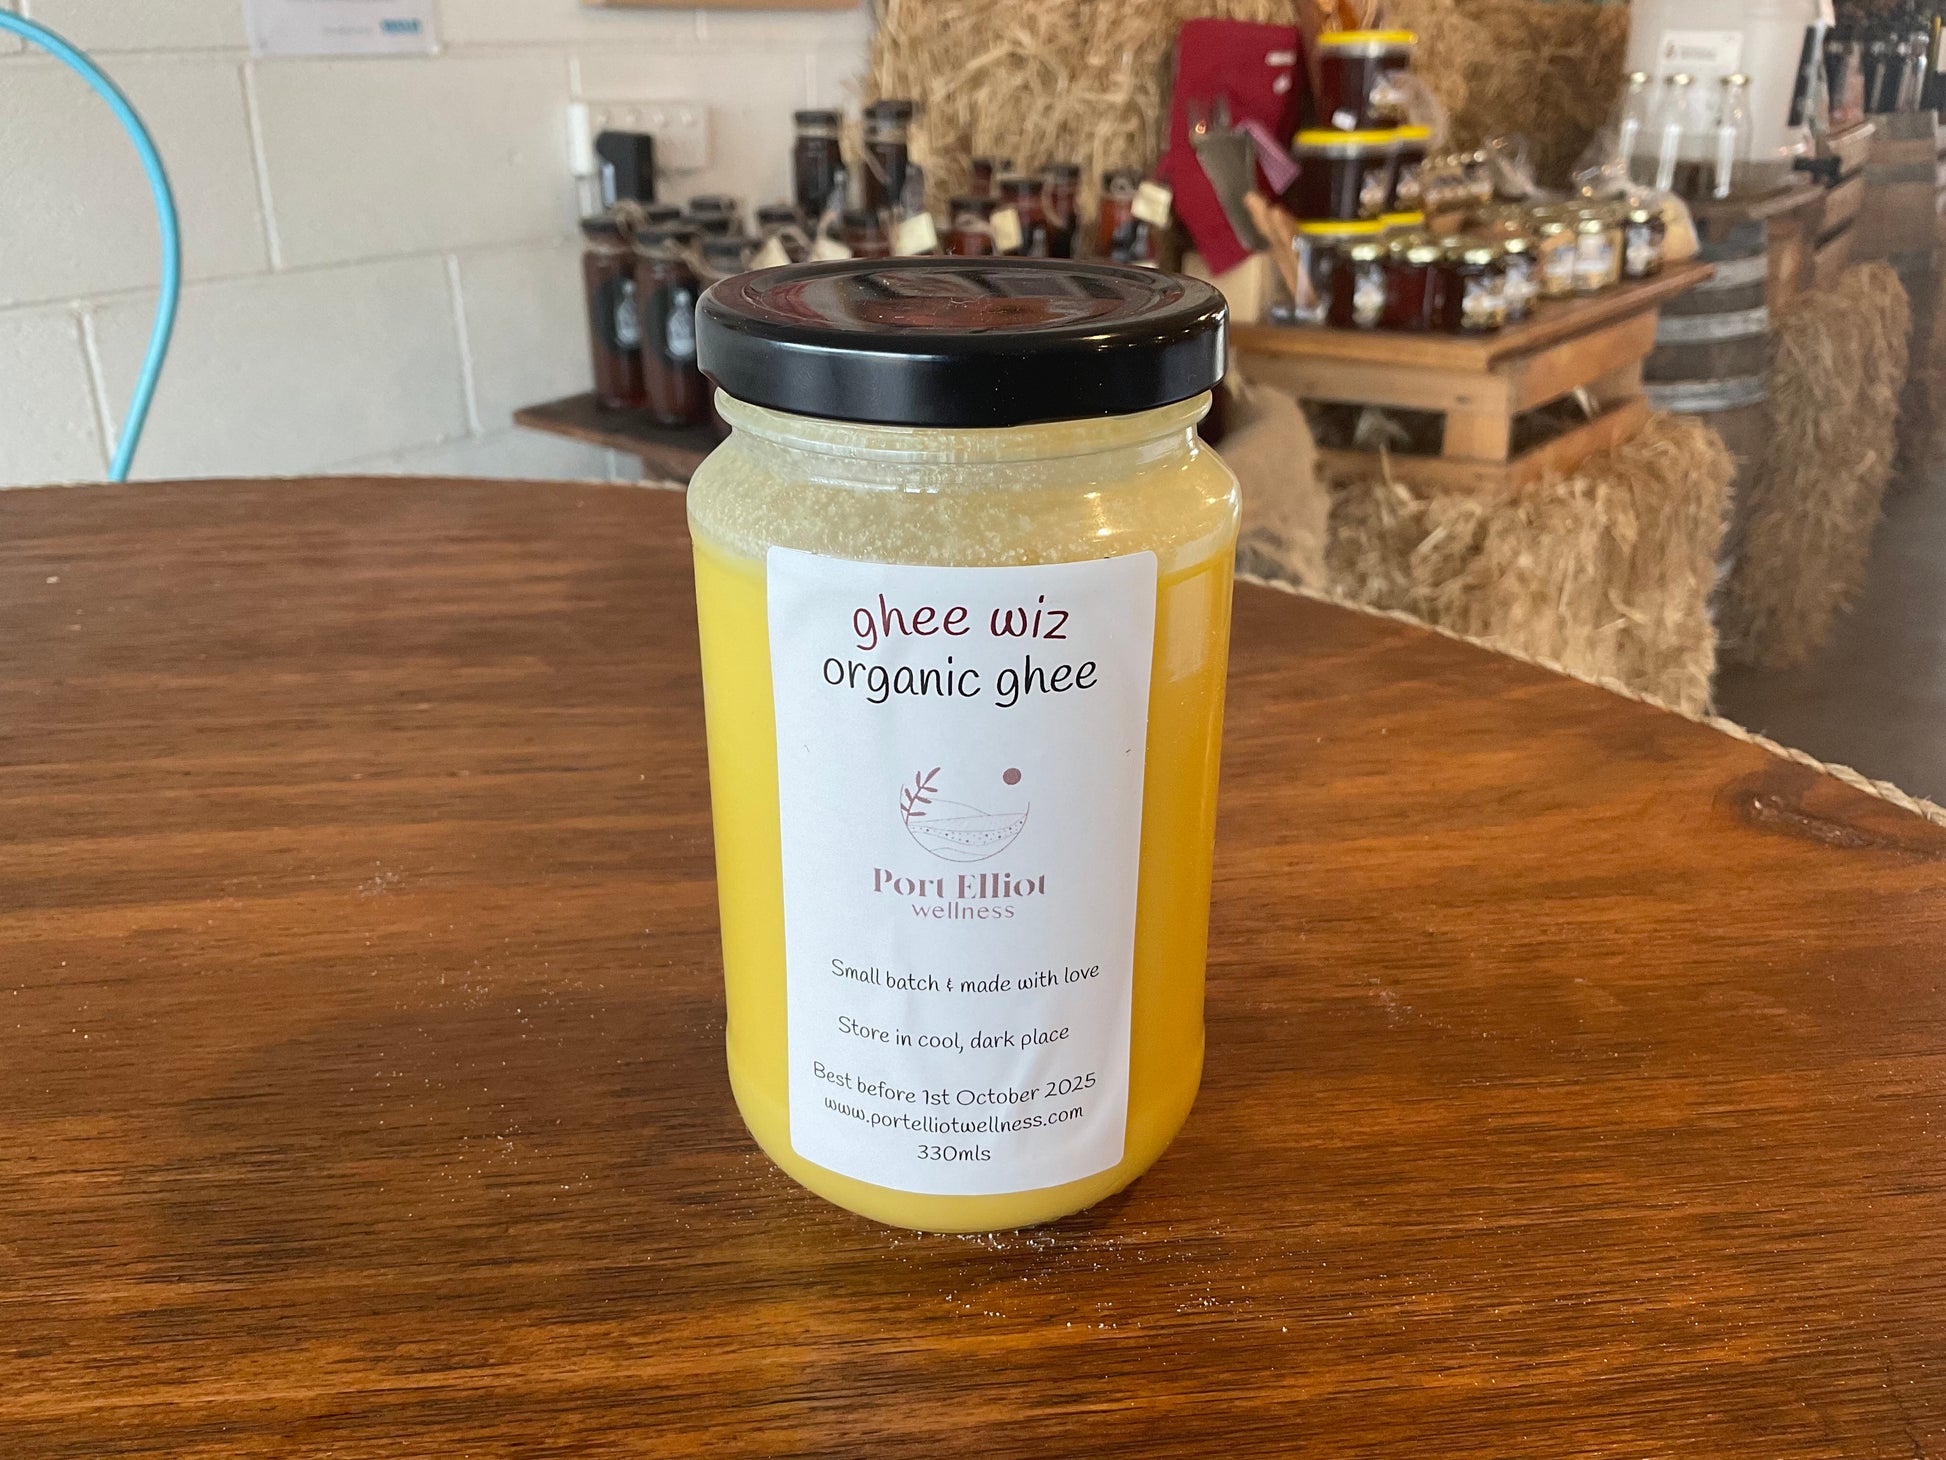 ghee wiz
organic ghee
Port Elliot
wellness
Small batch & made with love
Store in cool, dark place
Best before 1st October 2025
www.portelliotwellness.com
330mls